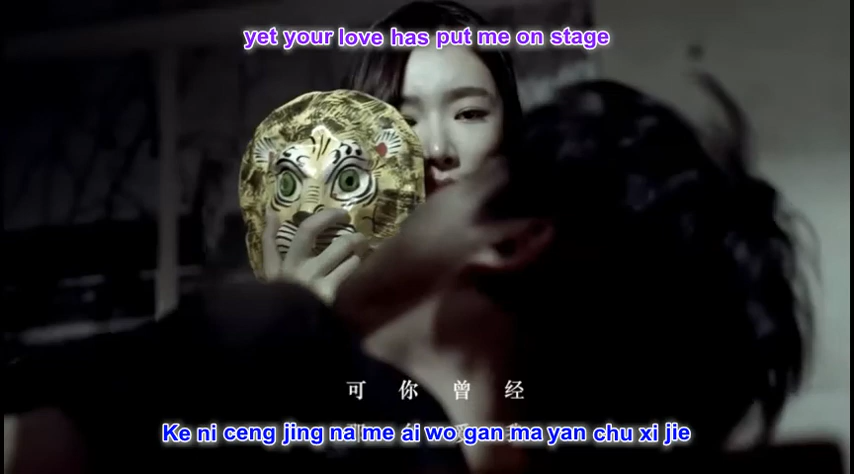 yet your love has put me on stage
可你曾经
Ke ni ceng jing na me ai wo gan ma yan chu xi jie